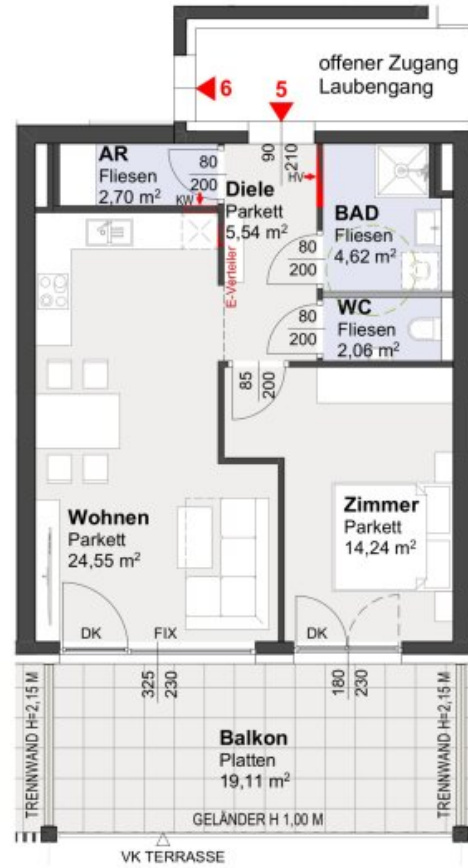 offener Zugang
Laubengang
6
5
AR
Fliesen
2,70 m²
80
200
KW
Diele
Parkett
5,54 m²
90
210
HV
BAD
Fliesen
4,62 m²
80
200
E-Verteiler
WC
Fliesen
2,06 m²
80
200
85
200
Wohnen
Parkett
24,55 m²
Zimmer
Parkett
14,24 m²
DK
FIX
DK
325
230
180
230
TRENNWAND H=2,15 M
Balkon
Platten
19,11 m²
TRENNWAND H=2,15 M
GELÄNDER H 1,00 M
VK TERRASSE